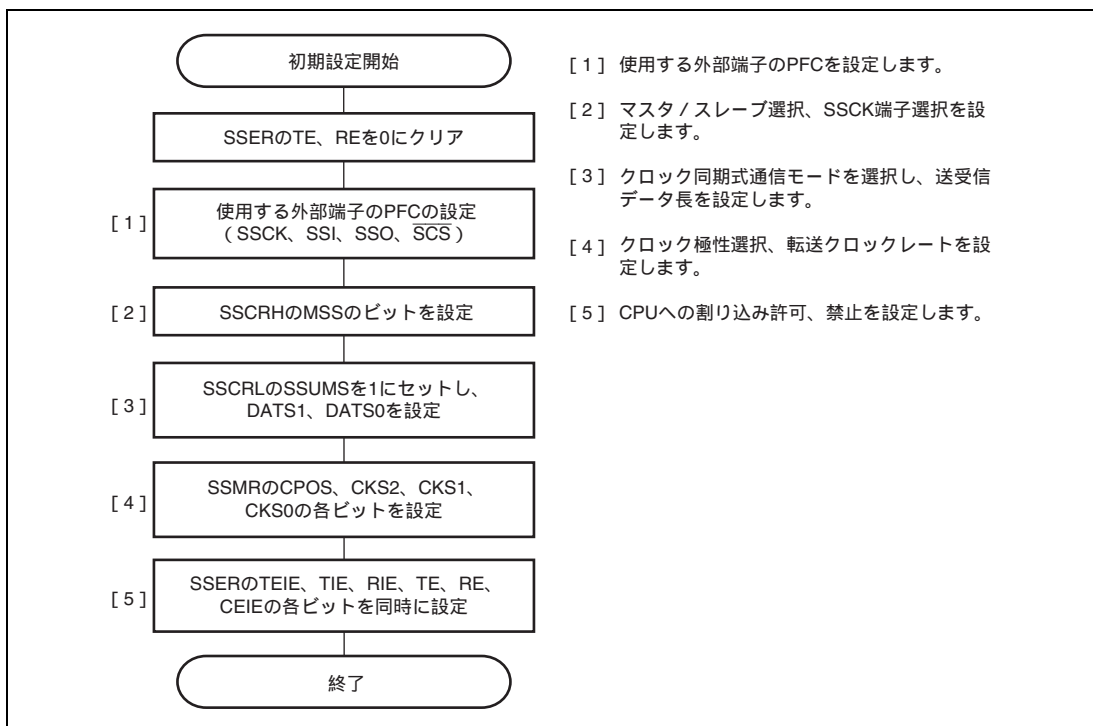 初期設定開始
SSERのTE、REを0にクリア
[ 1 ]
使用する外部端子のPFCの設定
( SSCK、SSI、SSO、SCS )
[ 2 ]
SSCRHのMSSのビットを設定
[ 3 ]
SSCRLのSSUMSを1にセットし、
DATS1、DATS0を設定
[ 4 ]
SSMRのCPOS、CKS2、CKS1、
CKS0の各ビットを設定
[ 5 ]
SSERのTEIE、TIE、RIE、TE、RE、
CEIEの各ビットを同時に設定
終了
[ 1 ] 使用する外部端子のPFCを設定します。
[ 2 ] マスタ / スレーブ選択、SSCK端子選択を設
定します。
[ 3 ] クロック同期式通信モードを選択し、送受信
データ長を設定します。
[ 4 ] クロック極性選択、転送クロックレートを設
定します。
[ 5 ] CPUへの割り込み許可、禁止を設定します。